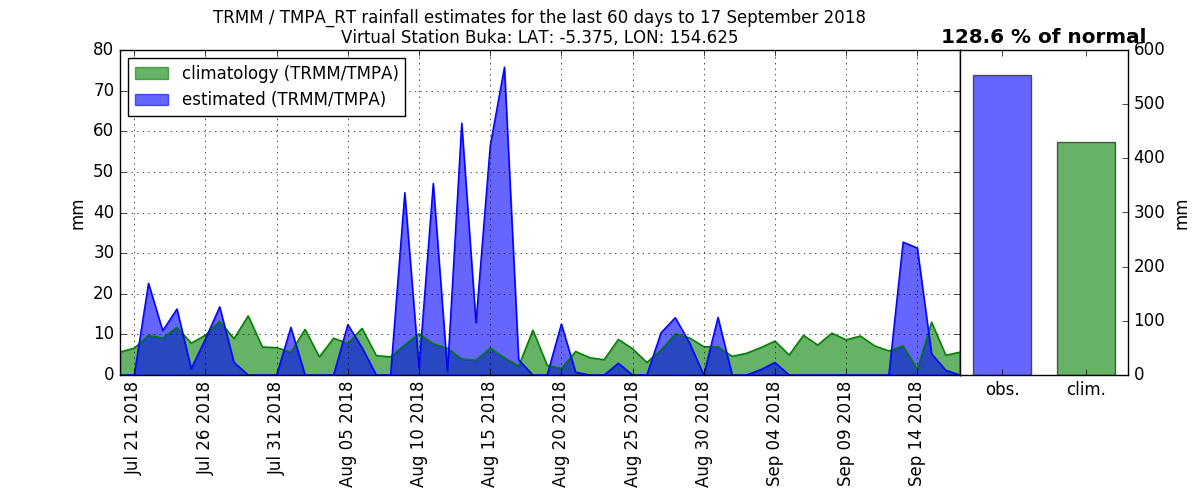 TRMM / TMPA_RT rainfall estimates for the last 60 days to 17 September 2018
Virtual Station Buka: LAT: -5.375, LON: 154.625
128.6 % of normal
climatology (TRMM/TMPA)
estimated (TRMM/TMPA)
mm
80
70
60
50
40
30
20
10
0
Jul 21 2018
Jul 26 2018
Jul 31 2018
Aug 05 2018
Aug 10 2018
Aug 15 2018
Aug 20 2018
Aug 25 2018
Aug 30 2018
Sep 04 2018
Sep 09 2018
Sep 14 2018
obs.
clim.
600
500
400
300
200
100
0
mm